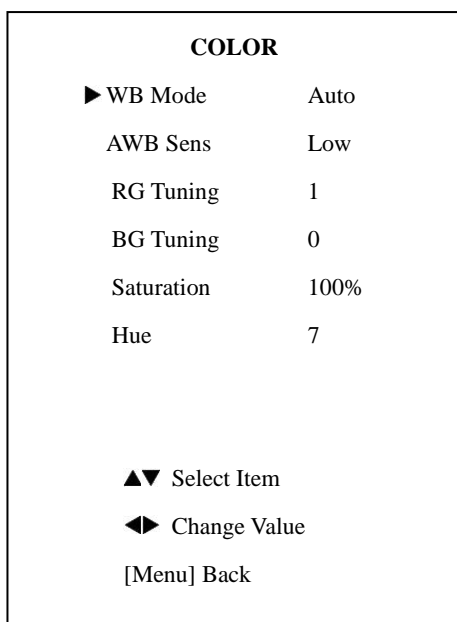 COLOR
▶WB Mode Auto
AWB Sens Low
RG Tuning 1
BG Tuning 0
Saturation 100%
Hue 7
▲▼ Select Item
◀▶ Change Value
[Menu] Back